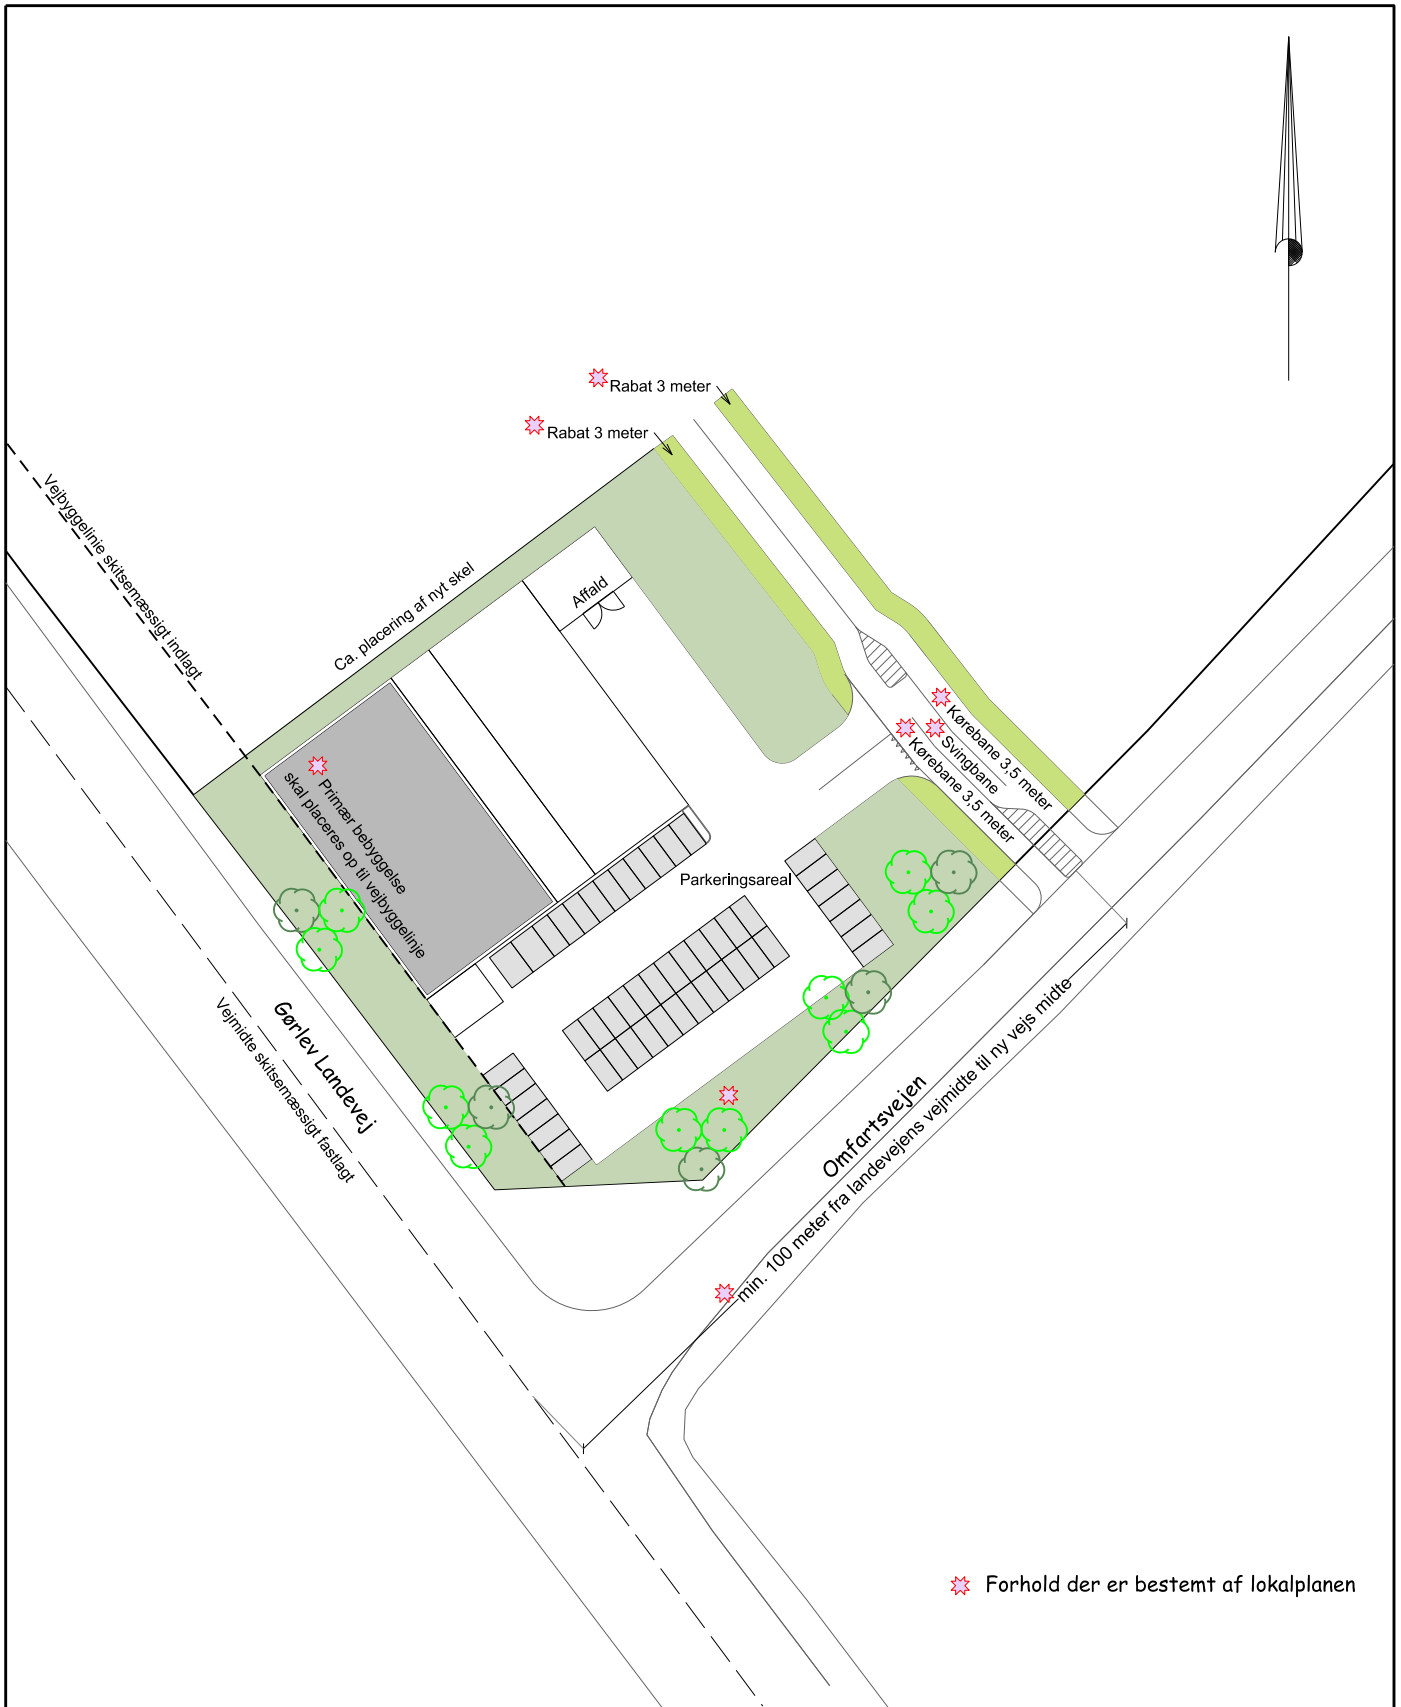 Rabat 3 meter
Rabat 3 meter
Vejbyggelinie skitsemæssigt indlagt
Ca. placering af nyt skel
Affald
Kørebane 3,5 meter
Svingbane
Kørebane 3,5 meter
Primær bebyggelse
skal placeres op til vejbyggelinje
Parkeringsareal
Gørlev Landevej
Vejmidte skitsemæssigt fastlagt
Omfartsvejen
min. 100 meter fra landevejens vejmidte til ny vejs midte
Forhold der er bestemt af lokalplanen